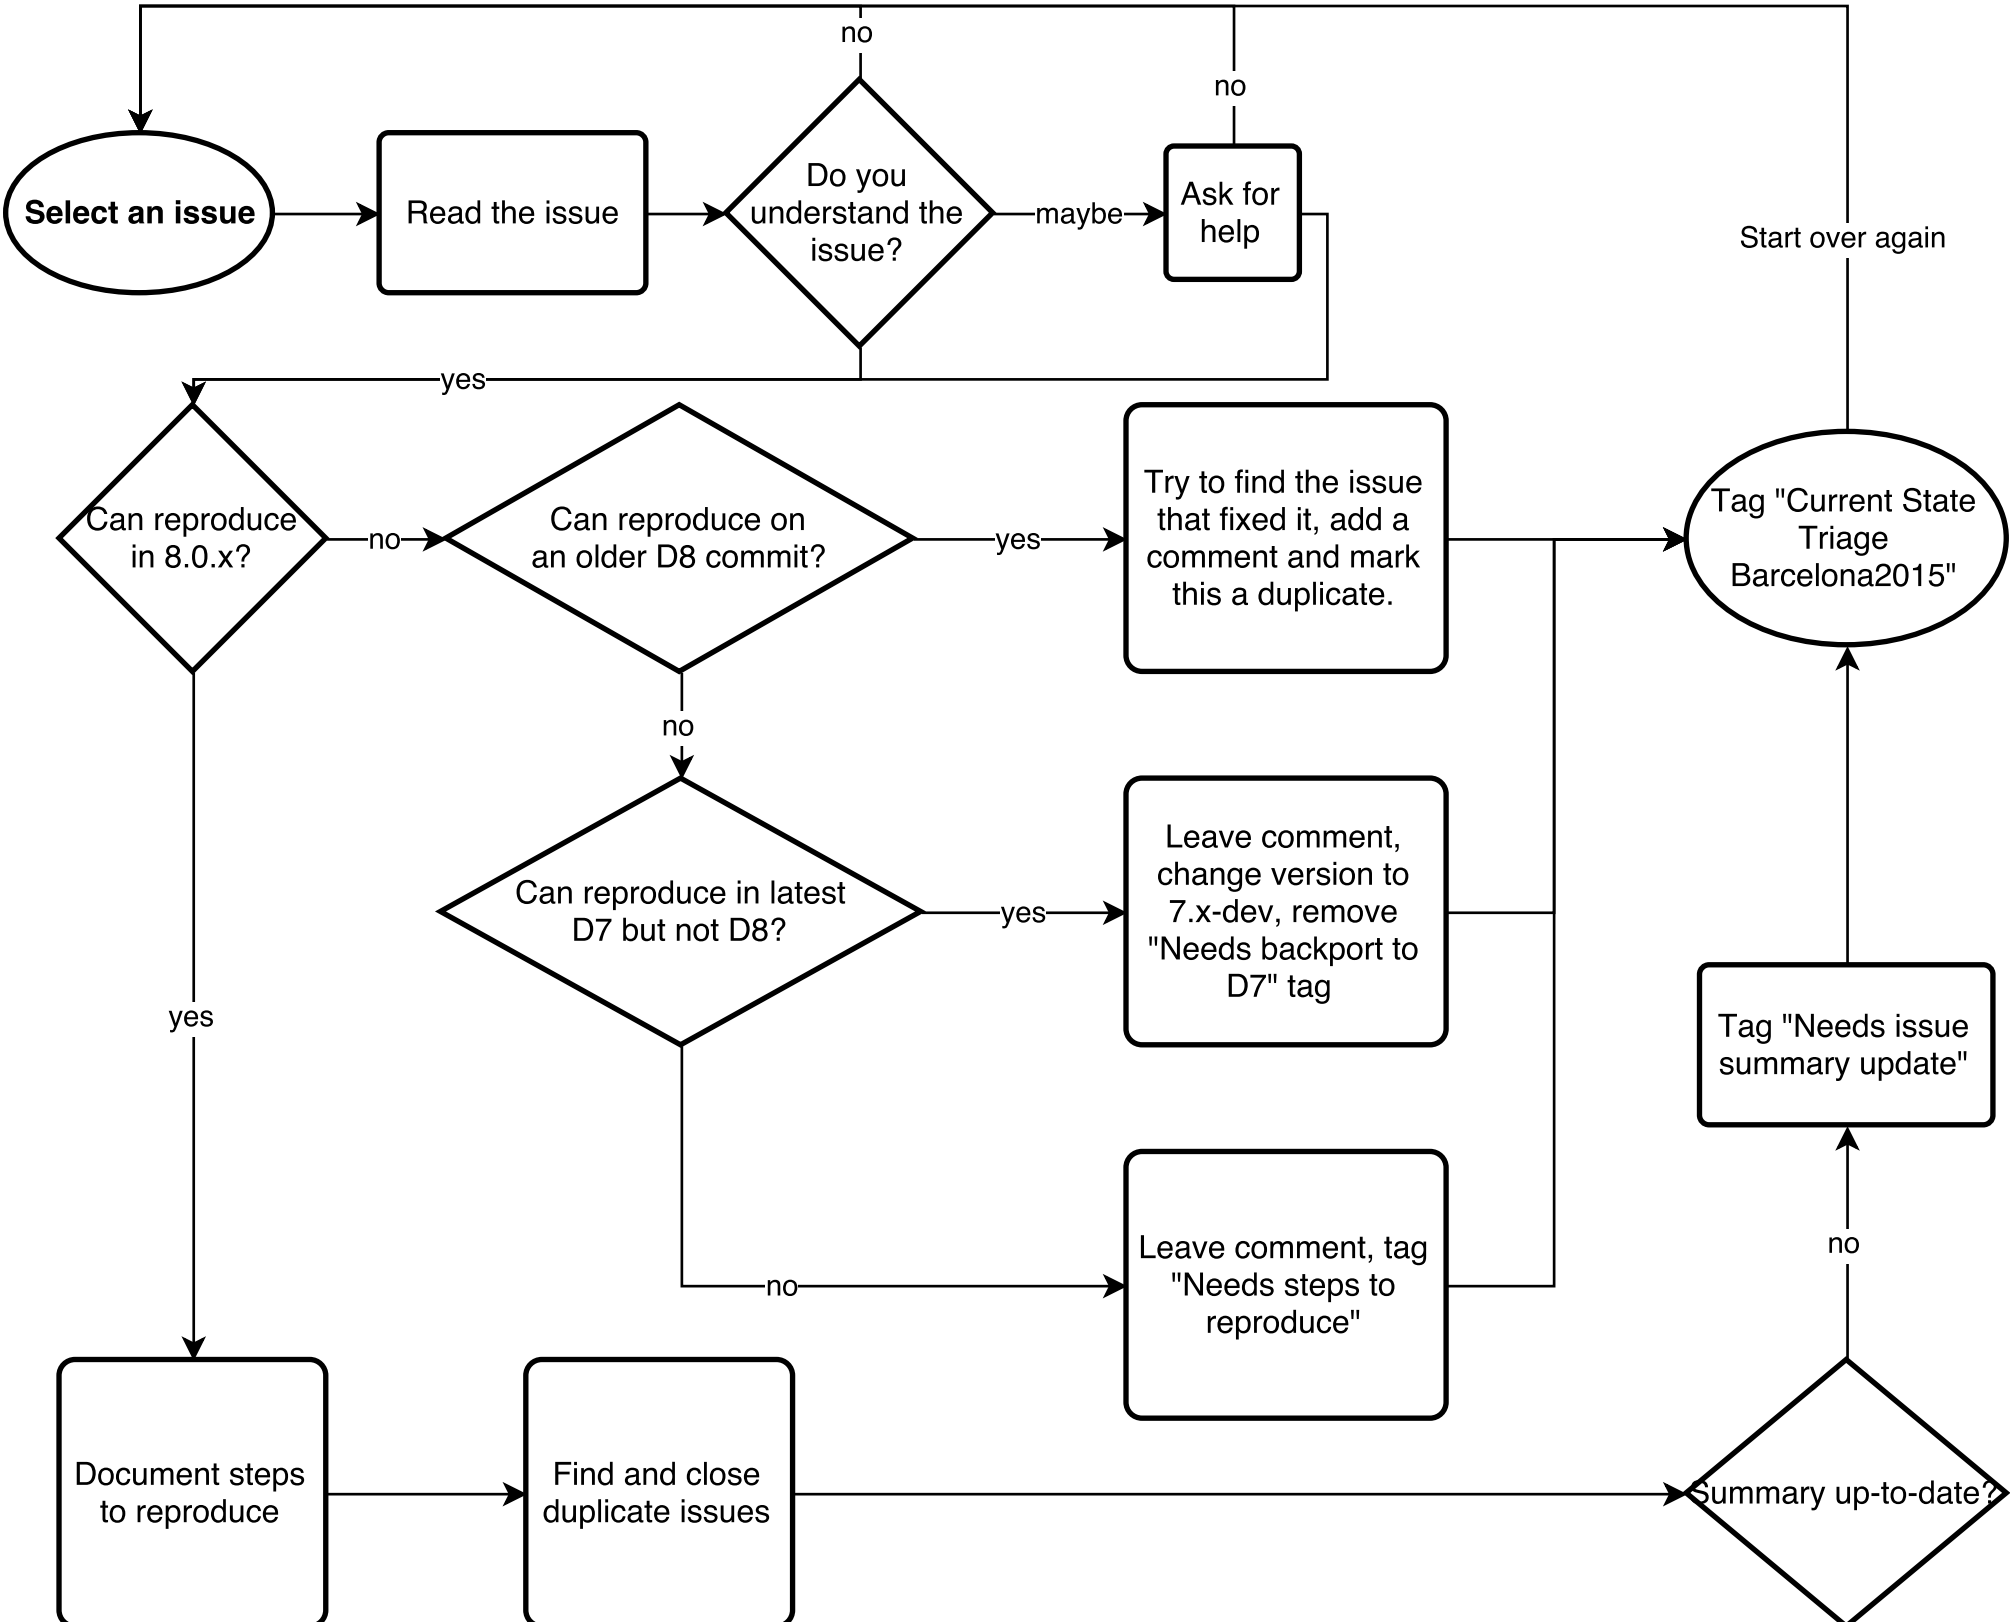 no
no
Select an issue
Read the issue
Do you
understand the
issue?
maybe
Ask for
help
Start over again
yes
Can reproduce
in 8.0.x?
no
Can reproduce on
an older D8 commit?
yes
Try to find the issue
that fixed it, add a
comment and mark
this a duplicate.
Tag "Current State
Triage
Barcelona2015"
no
Can reproduce in latest
D7 but not D8?
yes
Leave comment,
change version to
7.x-dev, remove
"Needs backport to
D7" tag
yes
Tag "Needs issue
summary update"
no
no
Leave comment, tag
"Needs steps to
reproduce"
Document steps
to reproduce
Find and close
duplicate issues
Summary up-to-date?